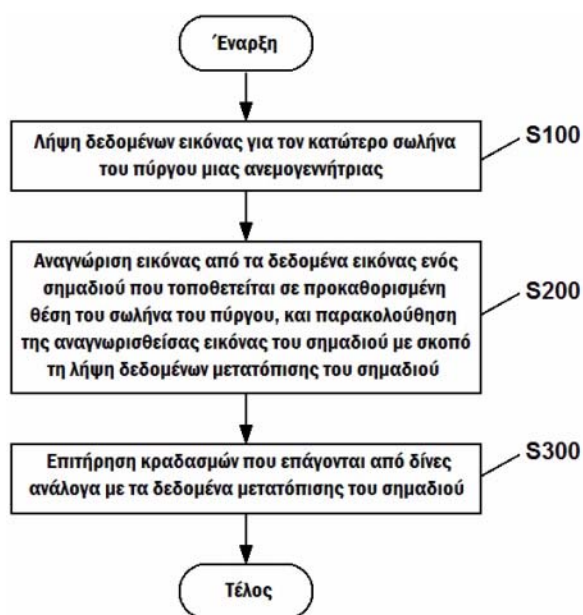 Έναρξη
Λήψη δεδομένων εικόνας για τον κατώτερο σωλήνα
του πύργου μιας ανεμογεννήτριας
S100
Αναγνώριση εικόνας από τα δεδομένα εικόνας ενός
σημαδιού που τοποθετείται σε προκαθορισμένη
θέση του σωλήνα του πύργου, και παρακολούθηση
της αναγνωρισθείσας εικόνας του σημαδιού με σκοπό
τη λήψη δεδομένων μετατόπισης του σημαδιού
S200
Επιτήρηση κραδασμών που επάγονται από δίνες
ανάλογα με τα δεδομένα μετατόπισης του σημαδιού
S300
Τέλος